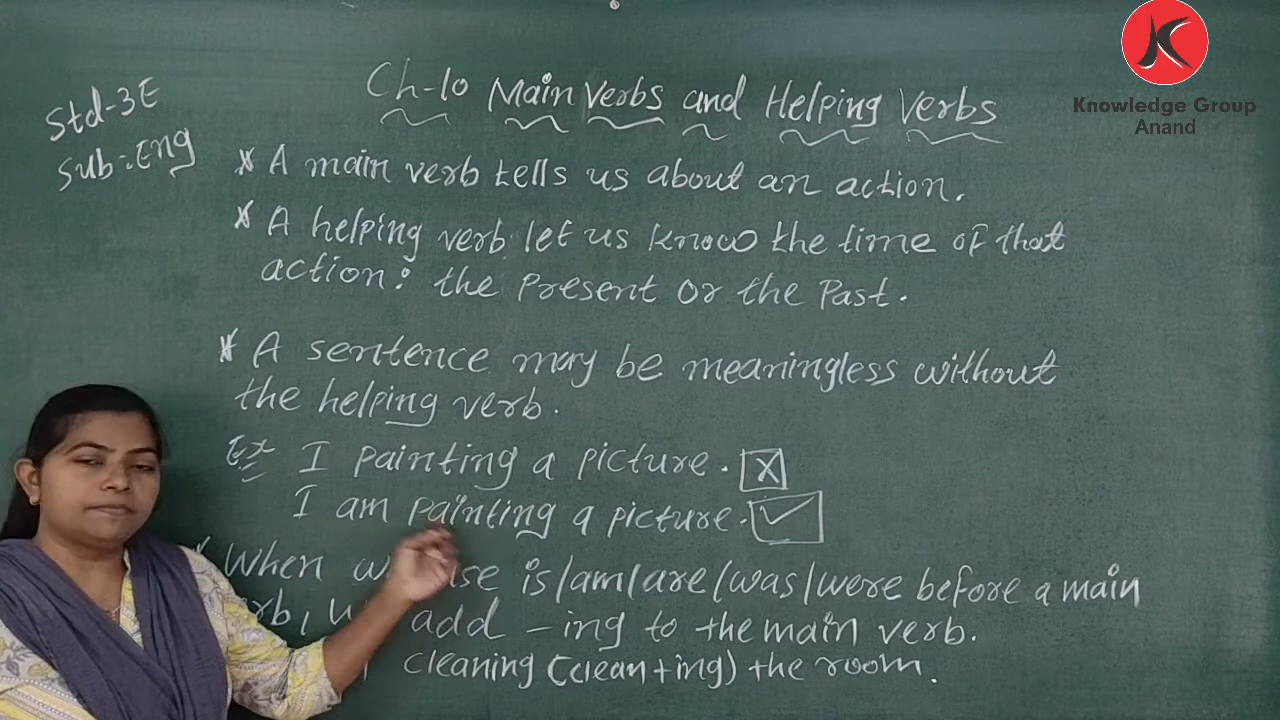 Knowledge Group
Anand
Std-3E
Sub:Eng
Ch-10 Main Verbs and Helping Verbs
* A main verb tells us about an action.
* A helping verb let us know the time of that
action: the Present or the Past.
* A sentence may be meaningless without
the helping verb.
Ex I painting a picture. X
I am painting a picture. ✓
* When use is/am/are/was/were before a main
add -ing to the main verb.
cleaning (clean+ing) the room.